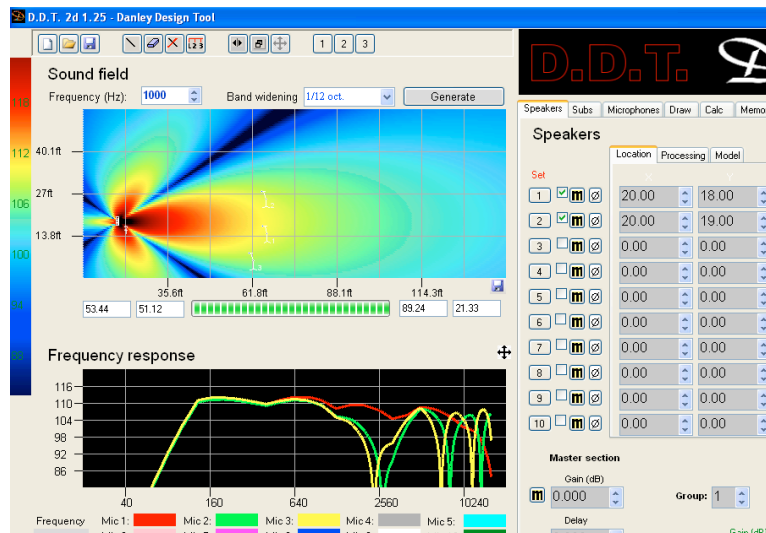 D.D.T. 2d 1.25 - Danley Design Tool
1 2 3
1 2 3
D.D.T.
Sound field
Frequency (Hz): 1000 Band widening 1/12 oct. Generate
118
112
106
100
88
40.1ft
27ft
13.8ft
35.6ft 61.8ft 88.1ft 114.3ft
53.44 51.12 89.24 21.33
Frequency response
116
110
104
98
92
86
40 160 640 2560 10240
Frequency Mic 1: Mic 2: Mic 3: Mic 4: Mic 5:
Speakers Subs Microphones Draw Calc Memo
Speakers
Location Processing Model
X Y
Set
1 m Ø 20.00 18.00
2 m Ø 20.00 19.00
3 m Ø 0.00 0.00
4 m Ø 0.00 0.00
5 m Ø 0.00 0.00
6 m Ø 0.00 0.00
7 m Ø 0.00 0.00
8 m Ø 0.00 0.00
9 m Ø 0.00 0.00
10 m Ø 0.00 0.00
Master section
Gain (dB)
m 0.000 Group: 1
Delay
Gain (dB)